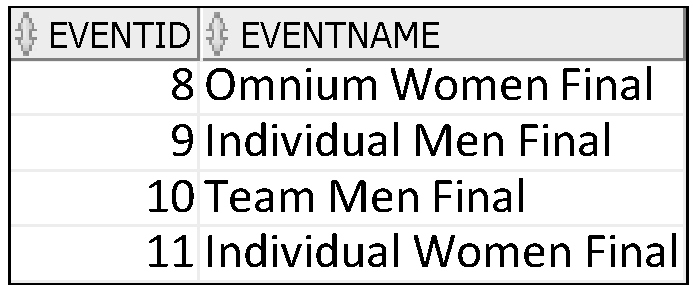 EVENTID EVENTNAME
8 Omnium Women Final
9 Individual Men Final
10 Team Men Final
11 Individual Women Final